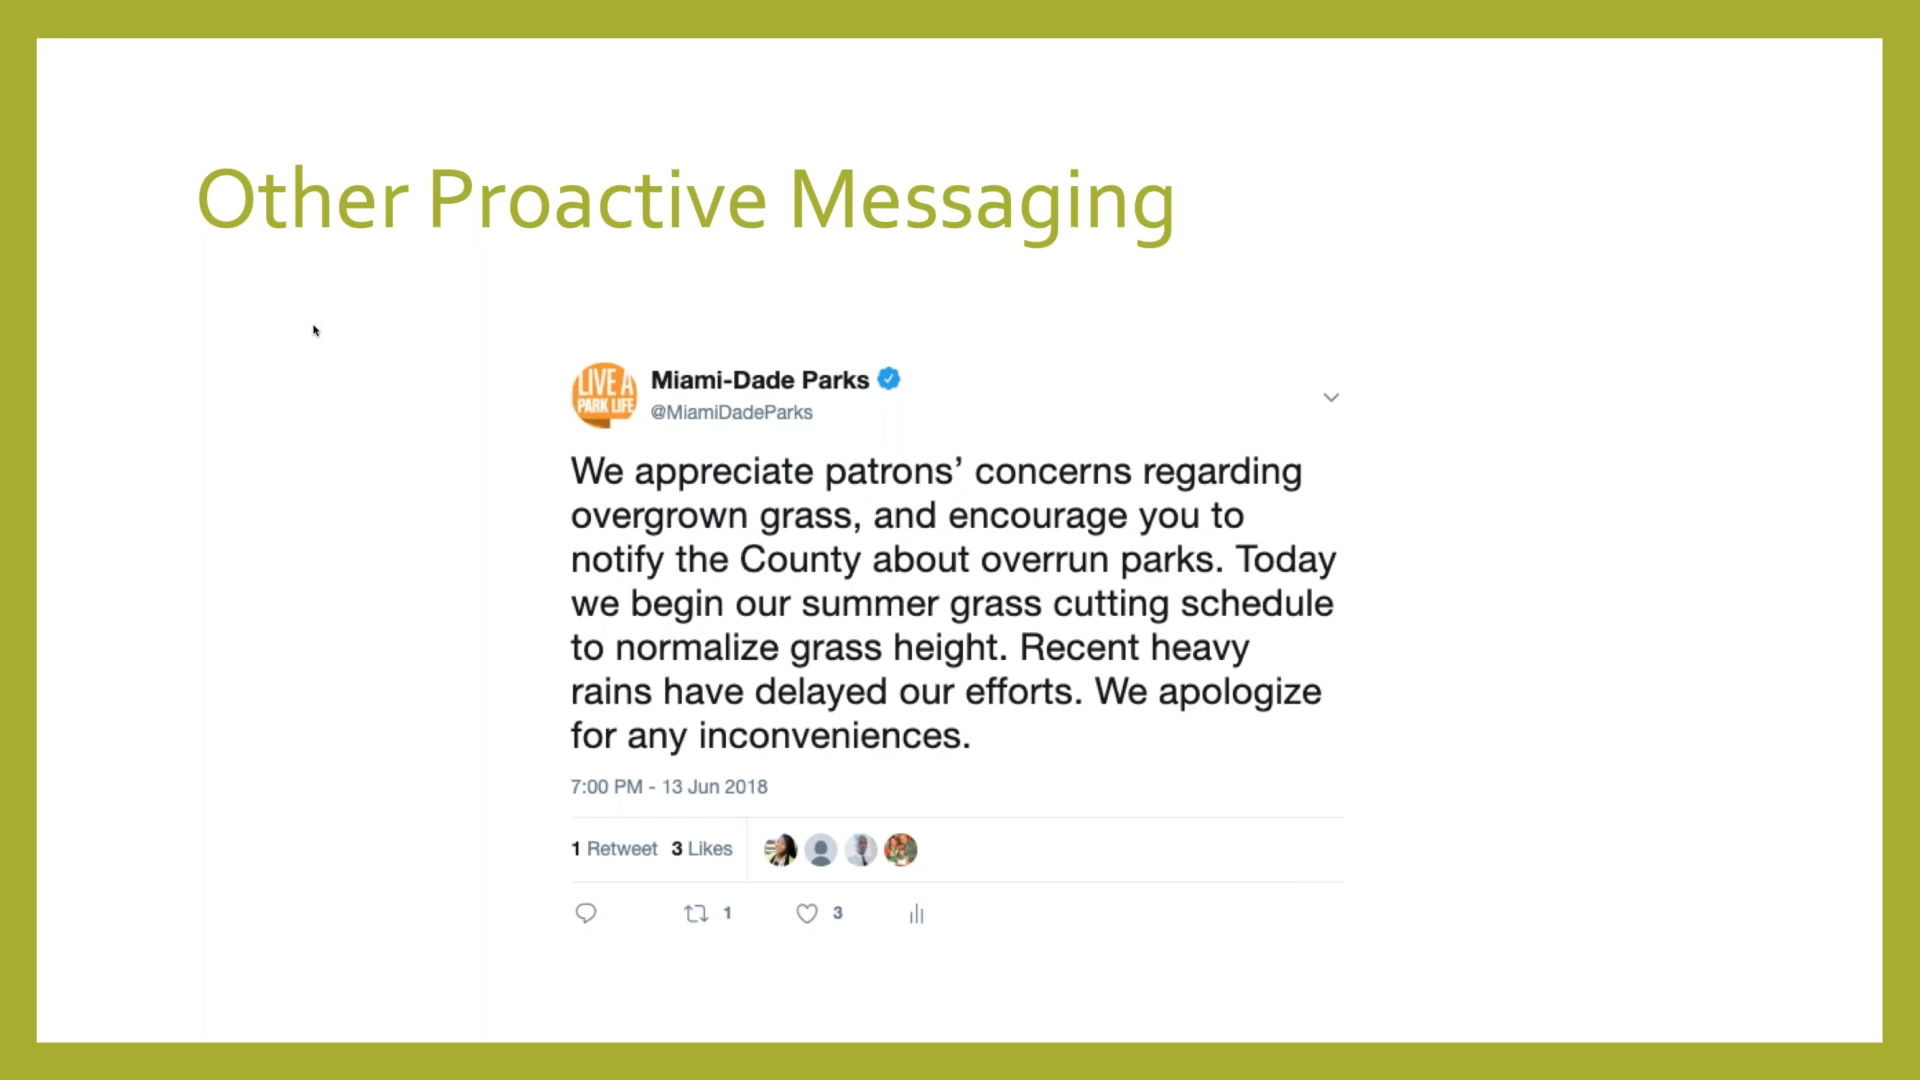 Other Proactive Messaging
LIVE A
PARK LIFE
Miami-Dade Parks
@MiamiDadeParks
We appreciate patrons’ concerns regarding
overgrown grass, and encourage you to
notify the County about overrun parks. Today
we begin our summer grass cutting schedule
to normalize grass height. Recent heavy
rains have delayed our efforts. We apologize
for any inconveniences.
7:00 PM - 13 Jun 2018
1 Retweet 3 Likes
1 3